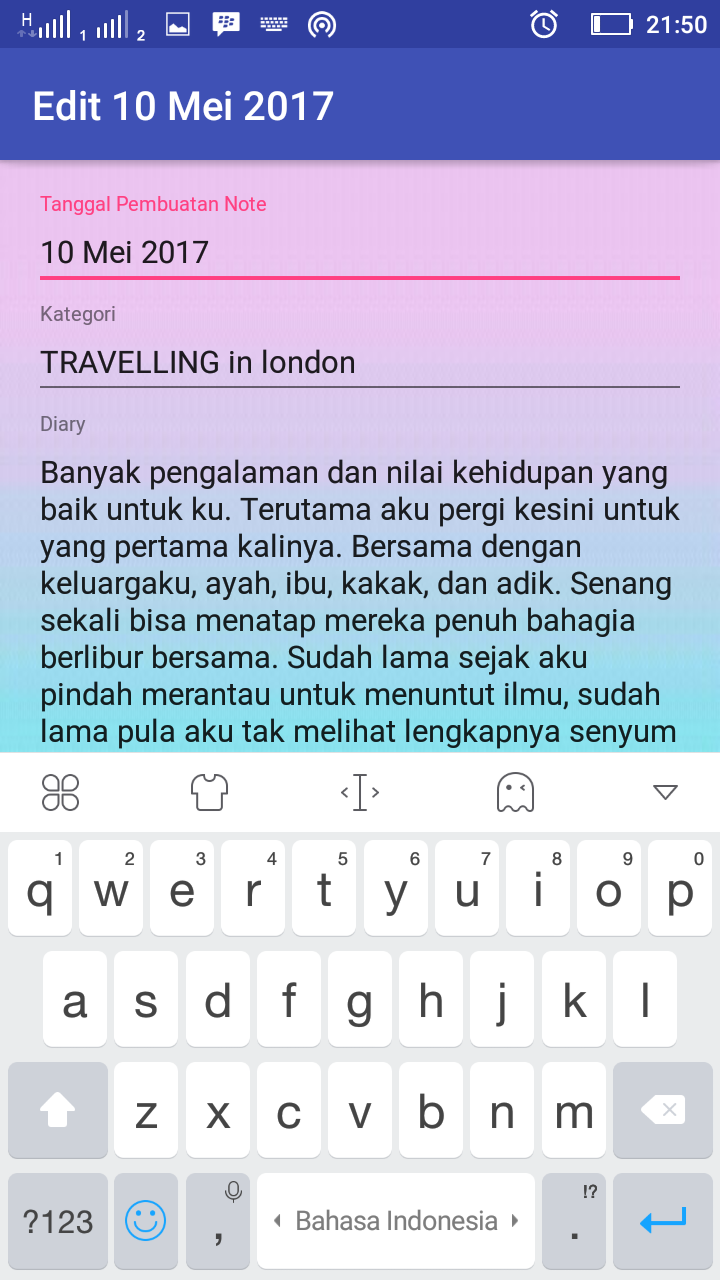 H 1 2 21:50
Edit 10 Mei 2017
Tanggal Pembuatan Note
10 Mei 2017
Kategori
TRAVELLING in london
Diary
Banyak pengalaman dan nilai kehidupan yang
baik untuk ku. Terutama aku pergi kesini untuk
yang pertama kalinya. Bersama dengan
keluargaku, ayah, ibu, kakak, dan adik. Senang
sekali bisa menatap mereka penuh bahagia
berlibur bersama. Sudah lama sejak aku
pindah merantau untuk menuntut ilmu, sudah
lama pula aku tak melihat lengkapnya senyum
1 2 3 4 5 6 7 8 9 0
q w e r t y u i o p
a s d f g h j k l
z x c v b n m
!?
?123 , Bahasa Indonesia .